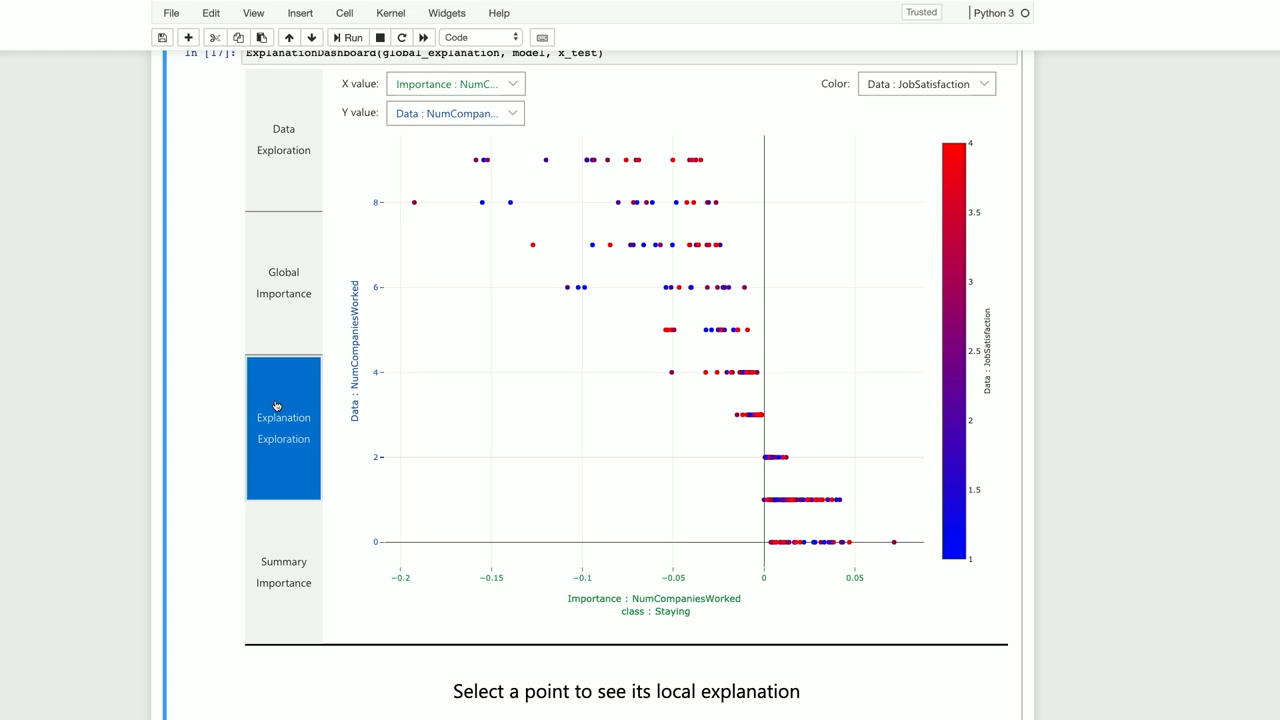 File Edit View Insert Cell Kernel Widgets Help Trusted Python 3
Run Code
In [17]: ExplanationDashboard(global_explanation, model, x_test)
X value: Importance : NumC... Color: Data : JobSatisfaction
Y value: Data : NumCompan...
Data
Exploration
Global
Importance
Explanation
Exploration
Summary
Importance
Data : NumCompaniesWorked
8
6
4
2
0
−0.2 −0.15 −0.1 −0.05 0 0.05
Importance : NumCompaniesWorked
class : Staying
4
3.5
3
2.5
2
1.5
1
Data : JobSatisfaction
Select a point to see its local explanation